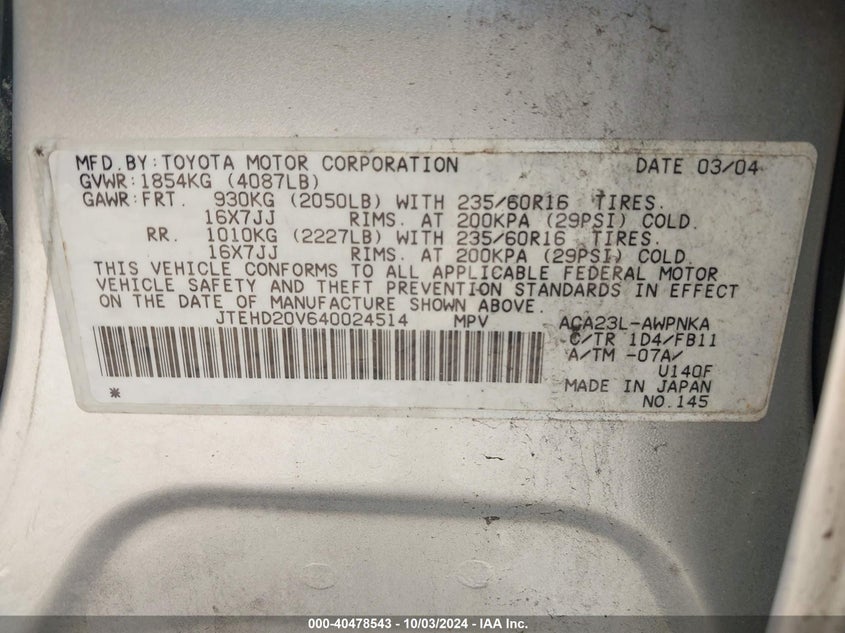 MFD.BY:TOYOTA MOTOR CORPORATION DATE 03/04
GVWR:1854KG (4087LB)
GAWR:FRT. 930KG (2050LB) WITH 235/60R16 TIRES.
16X7JJ RIMS. AT 200KPA (29PSI) COLD.
RR. 1010KG (2227LB) WITH 235/60R16 TIRES.
16X7JJ RIMS. AT 200KPA (29PSI) COLD.
THIS VEHICLE CONFORMS TO ALL APPLICABLE FEDERAL MOTOR
VEHICLE SAFETY AND THEFT PREVENTION STANDARDS IN EFFECT
ON THE DATE OF MANUFACTURE SHOWN ABOVE.
JTEHD20V640024514 MPV ACA23L-AWPNKA
C/TR 1D4/FB11
A/TM -07A/
U140F
MADE IN JAPAN
* NO.145
000-40478543 - 10/03/2024 - IAA Inc.